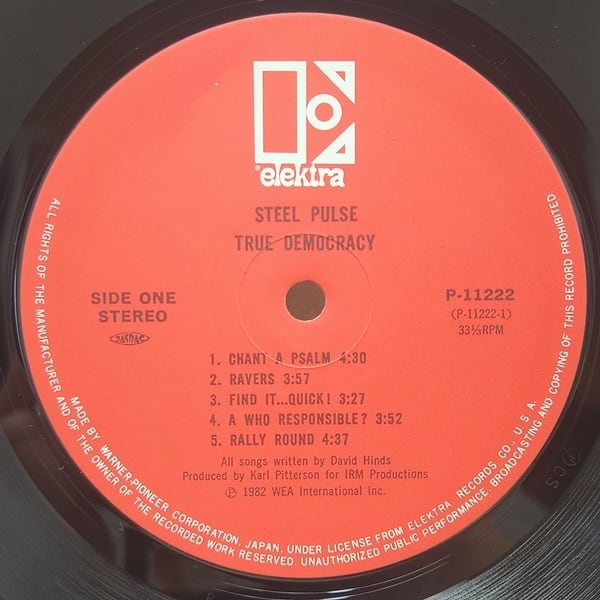 elektra
STEEL PULSE
TRUE DEMOCRACY
SIDE ONE
STEREO
JASRAC
P-11222
(P-11222-1)
33⅓RPM
1. CHANT A PSALM 4:30
2. RAVERS 3:57
3. FIND IT...QUICK! 3:27
4. A WHO RESPONSIBLE? 3:52
5. RALLY ROUND 4:37
All songs written by David Hinds
Produced by Karl Pitterson for IRM Productions
Ⓟ 1982 WEA International Inc.
ALL RIGHTS OF THE MANUFACTURER AND OF THE OWNER OF THE RECORDED WORK RESERVED. UNAUTHORIZED PUBLIC PERFORMANCE, BROADCASTING AND COPYING OF THIS RECORD PROHIBITED.
MADE BY WARNER-PIONEER CORPORATION, JAPAN, UNDER LICENSE FROM ELEKTRA RECORDS CO., U.S.A.